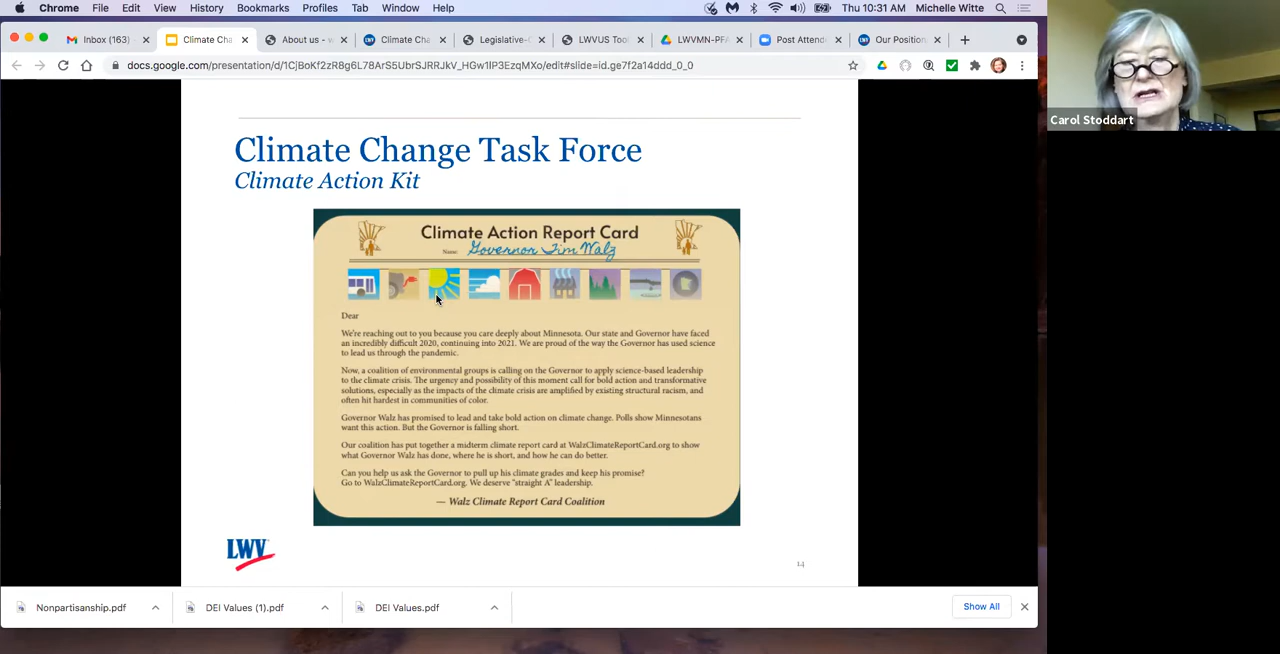 Chrome File Edit View History Bookmarks Profiles Tab Window Help Thu 10:31 AM Michelle Witte
Inbox (163) Climate Cha About us - w Climate Cha Legislative-C LWVUS Tool LWVMN-PFA Post Attend Our Position
docs.google.com/presentation/d/1CjBoKf2zR8g6L78ArS5UbrSJRRJkV_HGw1IP3EzqMXo/edit#slide=id.ge7f2a14ddd_0_0
Carol Stoddart
Climate Change Task Force
Climate Action Kit
Climate Action Report Card
Name: Governor Tim Walz
Dear
We're reaching out to you because you care deeply about Minnesota. Our state and Governor have faced
an incredibly difficult 2020, continuing into 2021. We are proud of the way the Governor has used science
to lead us through the pandemic.
Now, a coalition of environmental groups is calling on the Governor to apply science-based leadership
to the climate crisis. The urgency and possibility of this moment call for bold action and transformative
solutions, especially as the impacts of the climate crisis are amplified by existing structural racism, and
often hit hardest in communities of color.
Governor Walz has promised to lead and take bold action on climate change. Polls show Minnesotans
want this action. But the Governor is falling short.
Our coalition has put together a midterm climate report card at WalzClimateReportCard.org to show
what Governor Walz has done, where he is short, and how he can do better.
Can you help us ask the Governor to pull up his climate grades and keep his promise?
Go to WalzClimateReportCard.org. We deserve "straight A" leadership.
— Walz Climate Report Card Coalition
LWV
14
Nonpartisanship.pdf DEI Values (1).pdf DEI Values.pdf Show All